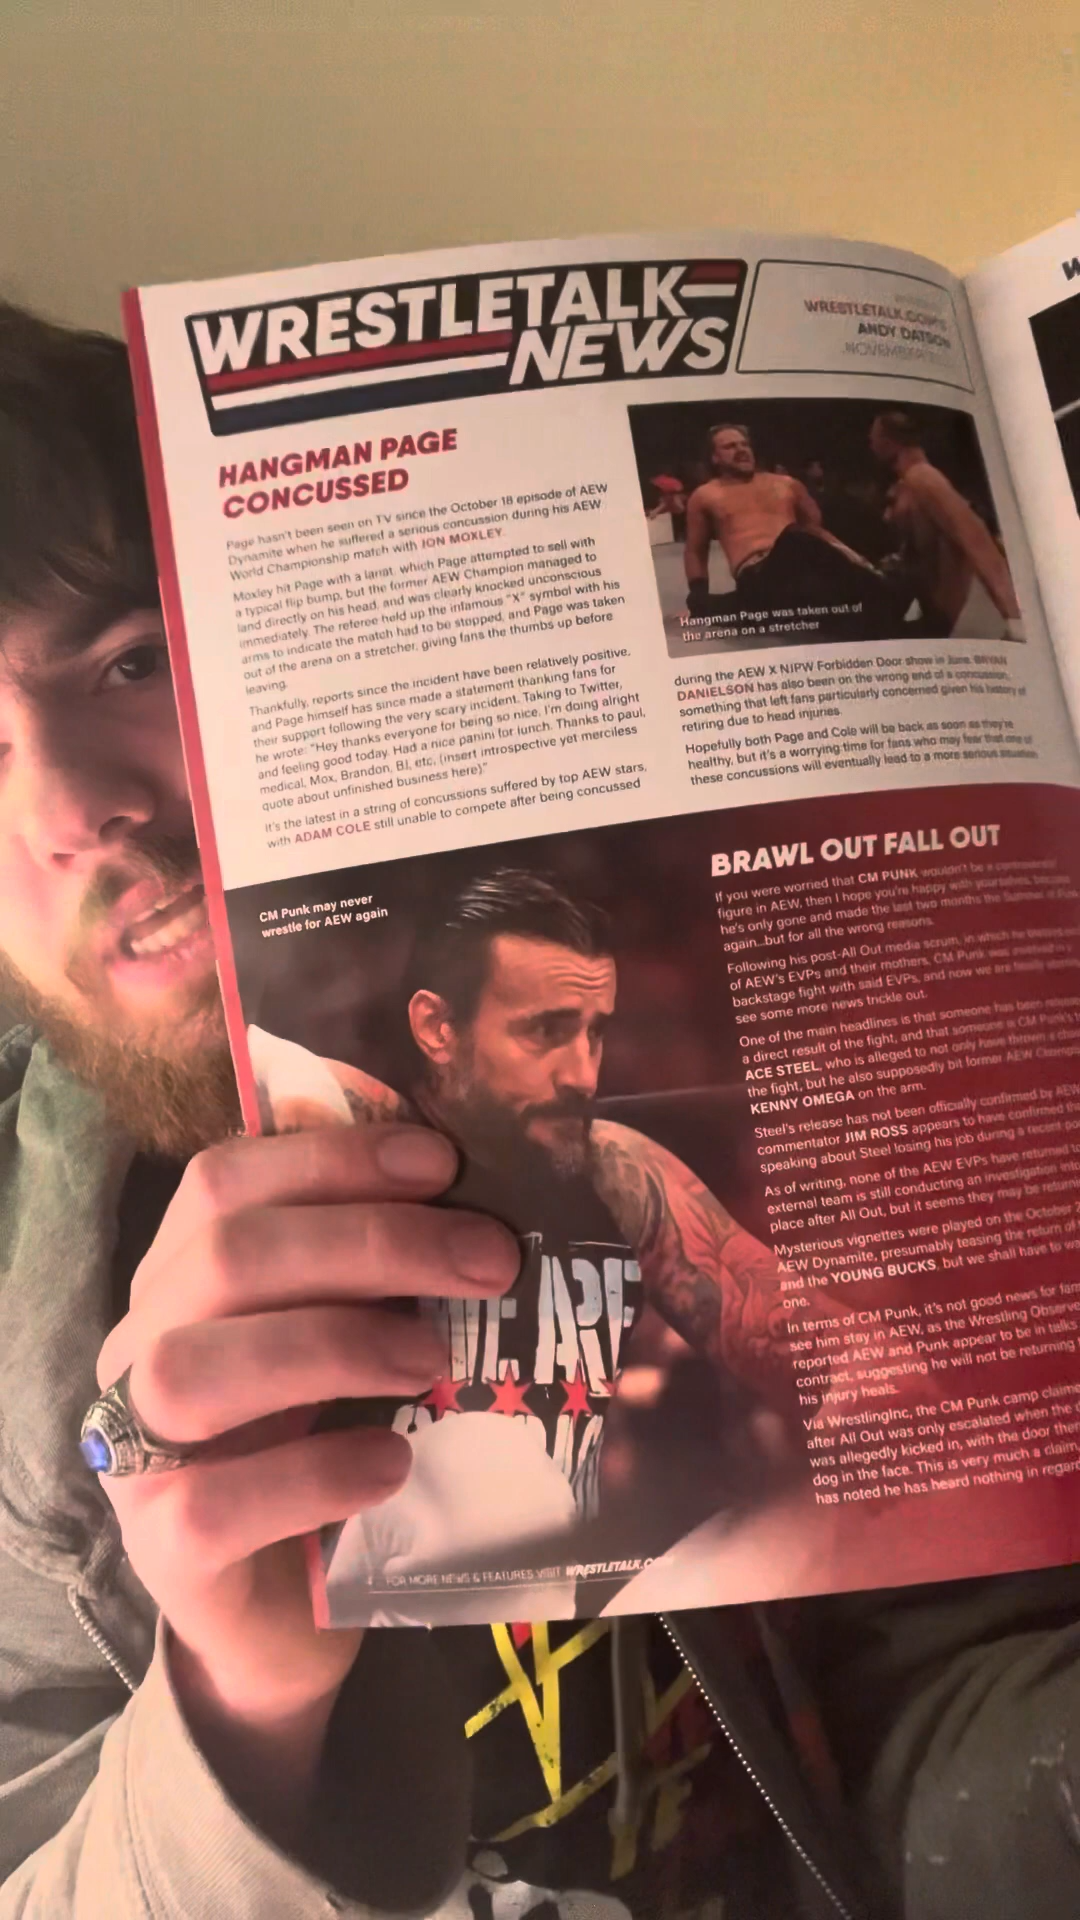 WRESTLETALK
NEWS
WRESTLETALK.COM'S
ANDY DATSON
NOVEMBER
HANGMAN PAGE
CONCUSSED
Page hasn't been seen on TV since the October 18 episode of AEW
Dynamite when he suffered a serious concussion during his AEW
World Championship match with JON MOXLEY.
Moxley hit Page with a lariat, which Page attempted to sell with
a typical flip bump, but the former AEW Champion managed to
land directly on his head, and was clearly knocked unconscious
immediately. The referee held up the infamous "X" symbol with his
arms to indicate the match had to be stopped, and Page was taken
out of the arena on a stretcher, giving fans the thumbs up before
leaving.
Thankfully, reports since the incident have been relatively positive,
and Page himself has since made a statement thanking fans for
their support following the very scary incident. Taking to Twitter,
he wrote: "Hey thanks everyone for being so nice, I'm doing alright
and feeling good today. Had a nice panini for lunch. Thanks to paul,
medical, Mox, Brandon, BJ, etc. (insert introspective yet merciless
quote about unfinished business here)."
It's the latest in a string of concussions suffered by top AEW stars,
with ADAM COLE still unable to compete after being concussed
Hangman Page was taken out of
the arena on a stretcher
during the AEW X NJPW Forbidden Door show in June. BRYAN
DANIELSON has also been on the wrong end of a concussion,
something that left fans particularly concerned given his history of
retiring due to head injuries.
Hopefully both Page and Cole will be back as soon as they're
healthy, but it's a worrying time for fans who may fear that one of
these concussions will eventually lead to a more serious situation.
CM Punk may never
wrestle for AEW again
WE ARE
BRAWL OUT FALL OUT
If you were worried that CM PUNK wouldn't be a controversial
figure in AEW, then I hope you're happy with yourselves, because
he's only gone and made the last two months the Summer of Punk
again...but for all the wrong reasons.
Following his post-All Out media scrum, in which he
of AEW's EVPs and their mothers, CM Punk was involved in a
backstage fight with said EVPs, and now we are finally
see some more news trickle out.
One of the main headlines is that someone has been released
a direct result of the fight, and that someone is CM Punk's
ACE STEEL, who is alleged to not only have thrown a
the fight, but he also supposedly bit former AEW
KENNY OMEGA on the arm.
Steel's release has not been officially confirmed by AEW
commentator JIM ROSS appears to have confirmed
speaking about Steel losing his job during a recent
As of writing, none of the AEW EVPs have returned
external team is still conducting an investigation into
place after All Out, but it seems they may be
Mysterious vignettes were played on the October
AEW Dynamite, presumably teasing the return of
and the YOUNG BUCKS, but we shall have to
one.
In terms of CM Punk, it's not good news for
see him stay in AEW, as the Wrestling
reported AEW and Punk appear to be in talks
contract, suggesting he will not be returning
his injury heals.
Via WrestlingInc, the CM Punk camp
after All Out was only escalated when the
was allegedly kicked in, with the door
dog in the face. This is very much a claim,
has noted he has heard nothing in
4 FOR MORE NEWS & FEATURES VISIT WRESTLETALK.COM